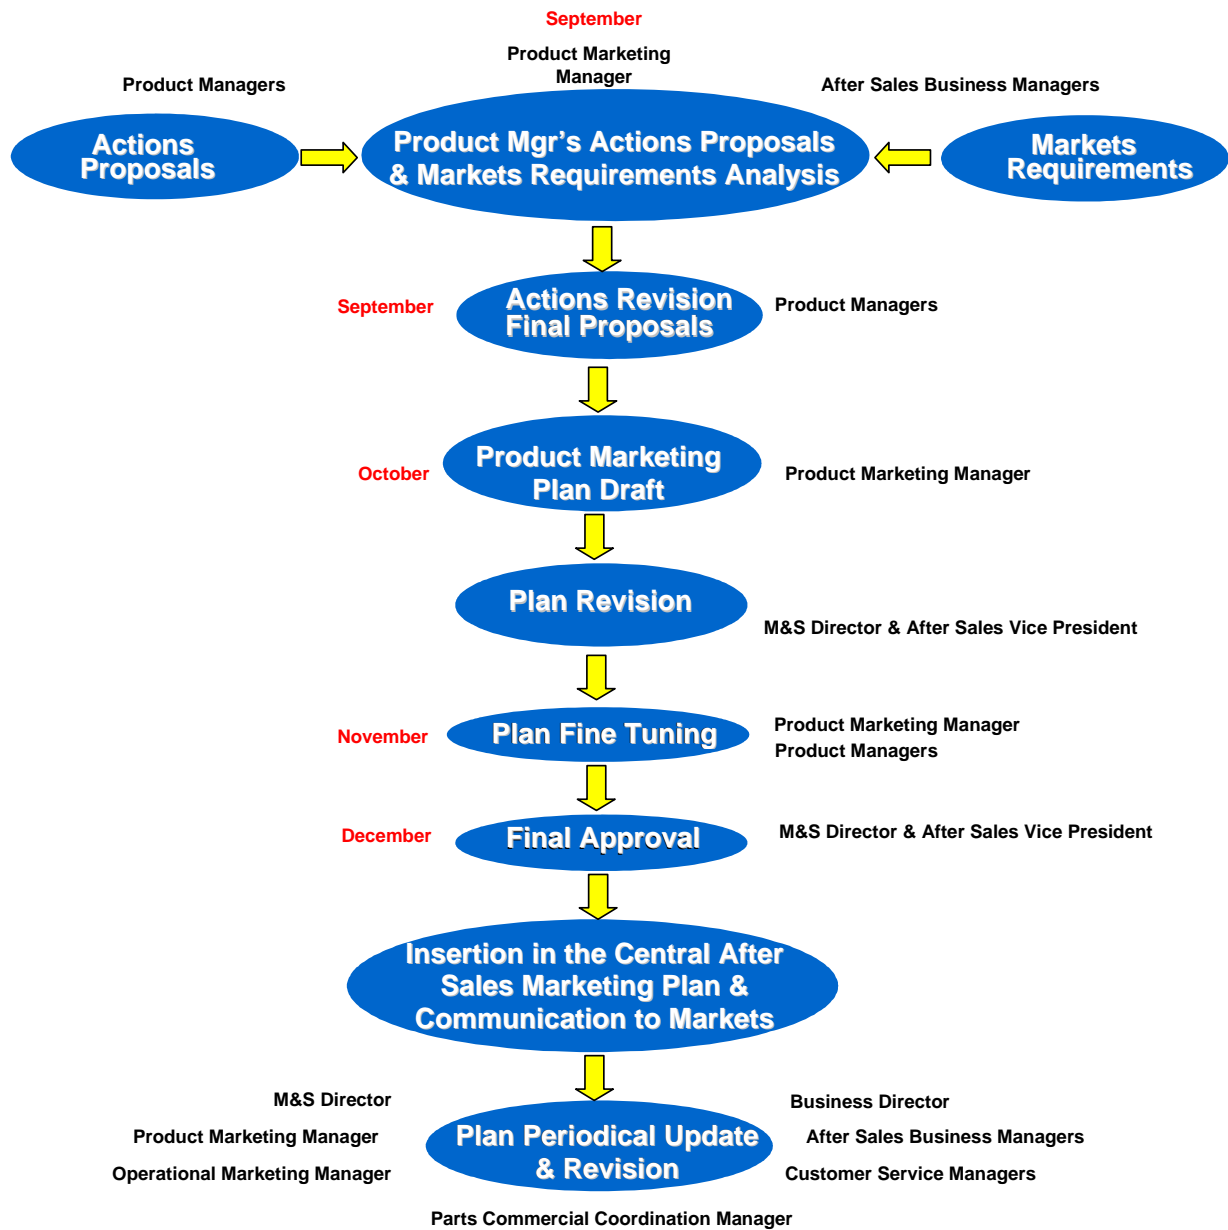 September
Product Marketing
Manager
Product Managers
After Sales Business Managers
Actions
Proposals
Product Mgr's Actions Proposals
& Markets Requirements Analysis
Markets
Requirements
September
Actions Revision
Final Proposals
Product Managers
October
Product Marketing
Plan Draft
Product Marketing Manager
Plan Revision
M&S Director & After Sales Vice President
November
Plan Fine Tuning
Product Marketing Manager
Product Managers
December
Final Approval
M&S Director & After Sales Vice President
Insertion in the Central After
Sales Marketing Plan &
Communication to Markets
M&S Director
Product Marketing Manager
Operational Marketing Manager
Plan Periodical Update
& Revision
Business Director
After Sales Business Managers
Customer Service Managers
Parts Commercial Coordination Manager